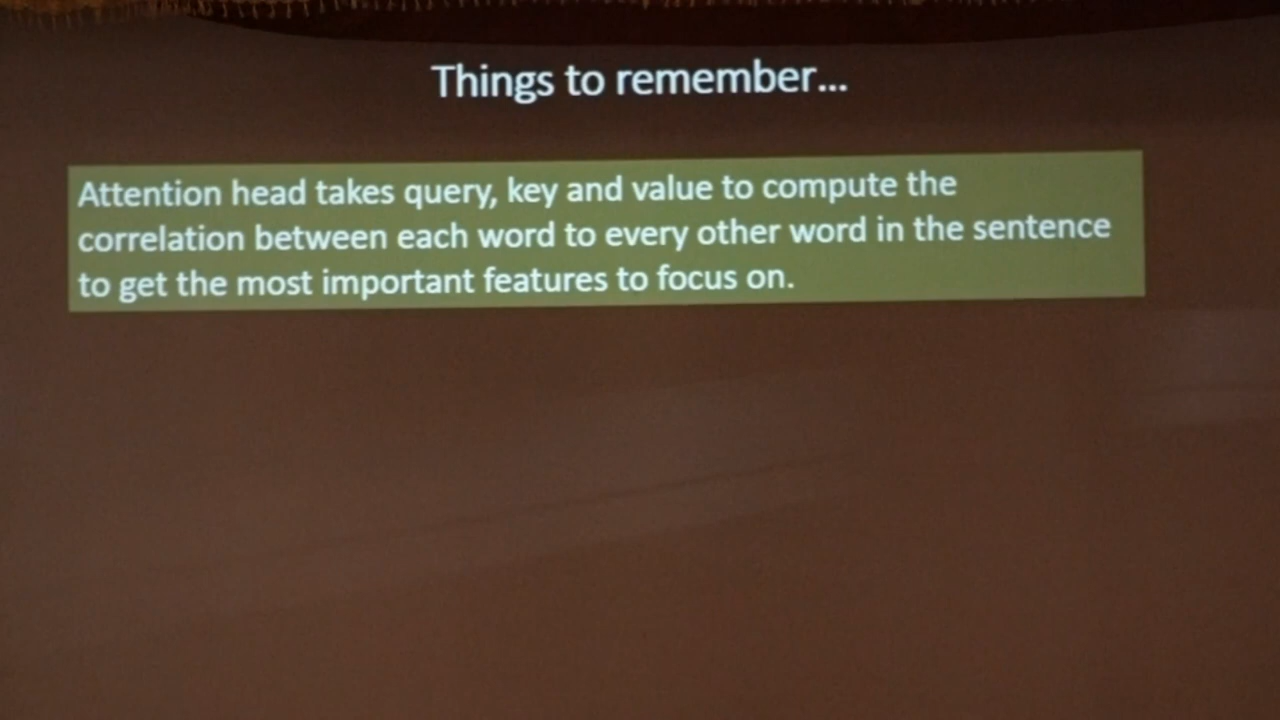 Things to remember...
Attention head takes query, key and value to compute the
correlation between each word to every other word in the sentence
to get the most important features to focus on.